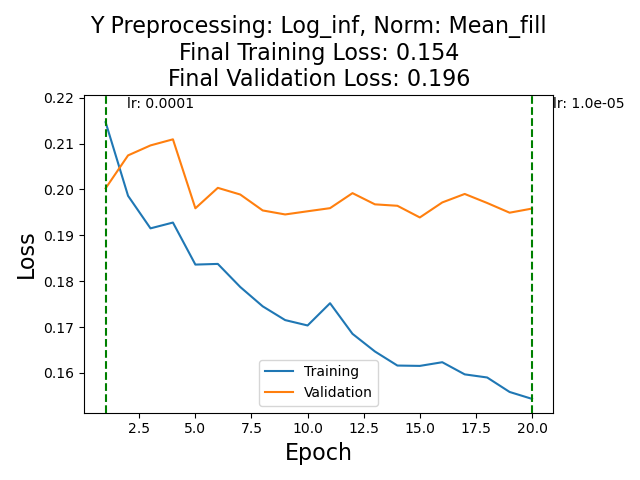 Y Preprocessing: Log_inf, Norm: Mean_fill
Final Training Loss: 0.154
Final Validation Loss: 0.196
lr: 0.0001
lr: 1.0e-05
0.22
0.21
0.20
0.19
0.18
0.17
0.16
Loss
Training
Validation
2.5 5.0 7.5 10.0 12.5 15.0 17.5 20.0
Epoch